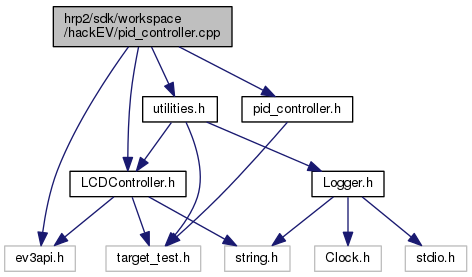 hrp2/sdk/workspace
/hackEV/pid_controller.cpp
utilities.h
pid_controller.h
LCDController.h
Logger.h
ev3api.h
target_test.h
string.h
Clock.h
stdio.h